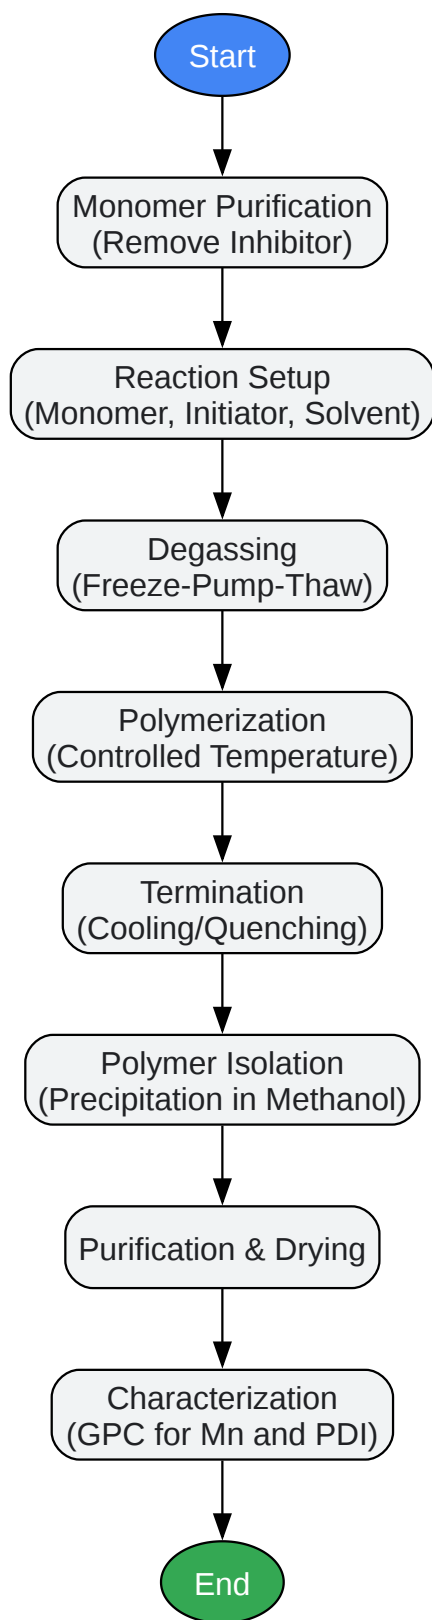 Start
Monomer Purification
(Remove Inhibitor)
Reaction Setup
(Monomer, Initiator, Solvent)
Degassing
(Freeze-Pump-Thaw)
Polymerization
(Controlled Temperature)
Termination
(Cooling/Quenching)
Polymer Isolation
(Precipitation in Methanol)
Purification & Drying
Characterization
(GPC for Mn and PDI)
End